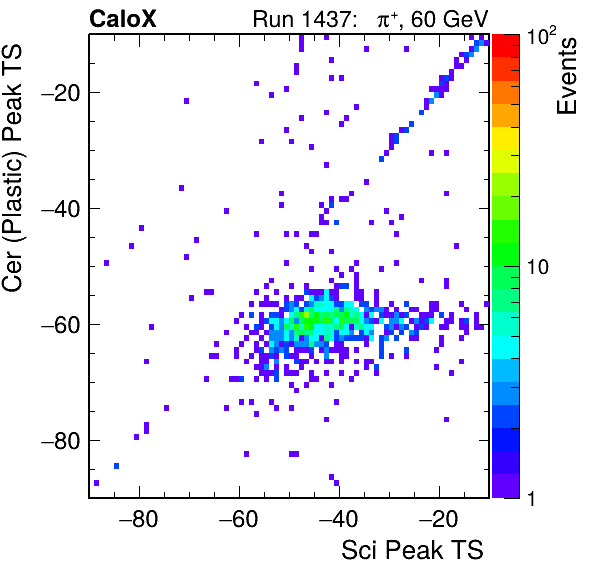 CaloX Run 1437: π⁺, 60 GeV
10²
10
1
Events
Cer (Plastic) Peak TS
−20
−40
−60
−80
−80 −60 −40 −20
Sci Peak TS